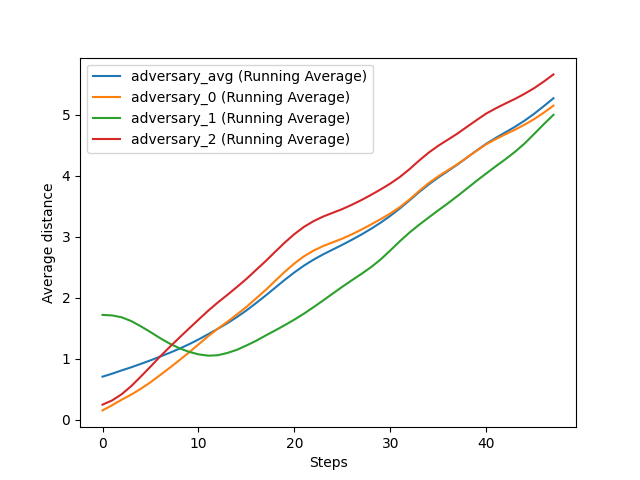 adversary_avg (Running Average)
adversary_0 (Running Average)
adversary_1 (Running Average)
adversary_2 (Running Average)
Average distance
5
4
3
2
1
0
0 10 20 30 40
Steps